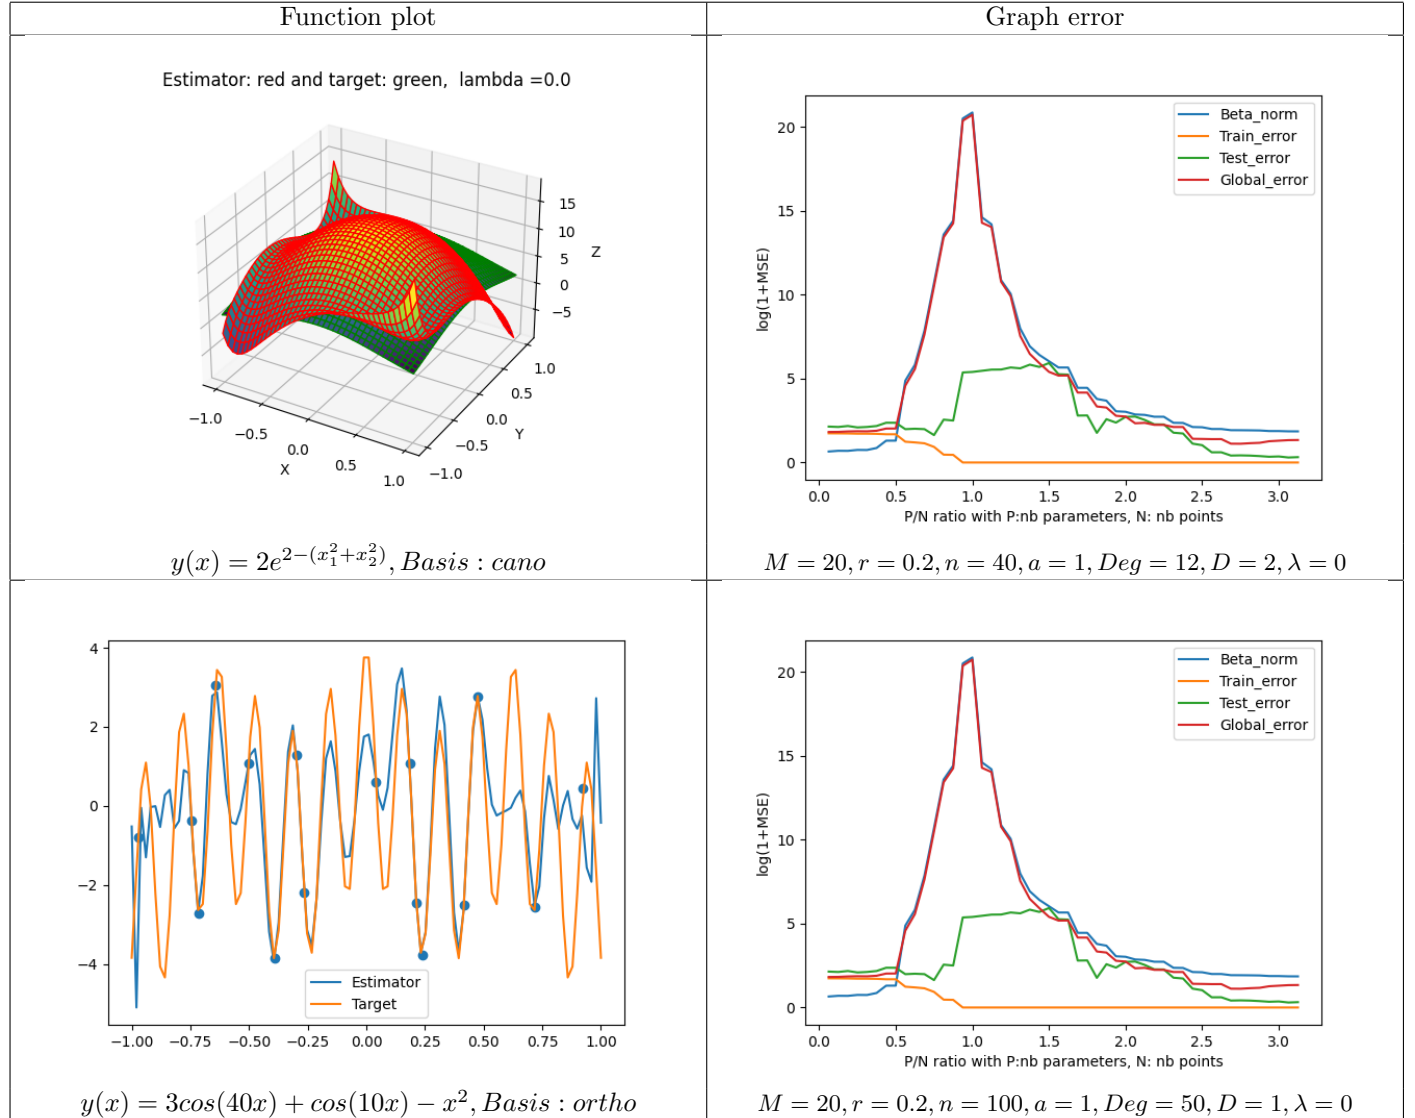 Function plot
Graph error
Estimator: red and target: green,  lambda =0.0
15
10
5
0
−5
Z
−1.0
−0.5
0.0
0.5
1.0
X
−1.0
−0.5
0.0
0.5
1.0
Y
y(x) = 2e^{2−(x_1^2+x_2^2)}, Basis : cano
Beta_norm
Train_error
Test_error
Global_error
20
15
10
5
0
log(1+MSE)
0.0 0.5 1.0 1.5 2.0 2.5 3.0
P/N ratio with P:nb parameters, N: nb points
M = 20, r = 0.2, n = 40, a = 1, Deg = 12, D = 2, λ = 0
4
2
0
−2
−4
Estimator
Target
−1.00 −0.75 −0.50 −0.25 0.00 0.25 0.50 0.75 1.00
y(x) = 3cos(40x) + cos(10x) − x^2, Basis : ortho
Beta_norm
Train_error
Test_error
Global_error
20
15
10
5
0
log(1+MSE)
0.0 0.5 1.0 1.5 2.0 2.5 3.0
P/N ratio with P:nb parameters, N: nb points
M = 20, r = 0.2, n = 100, a = 1, Deg = 50, D = 1, λ = 0